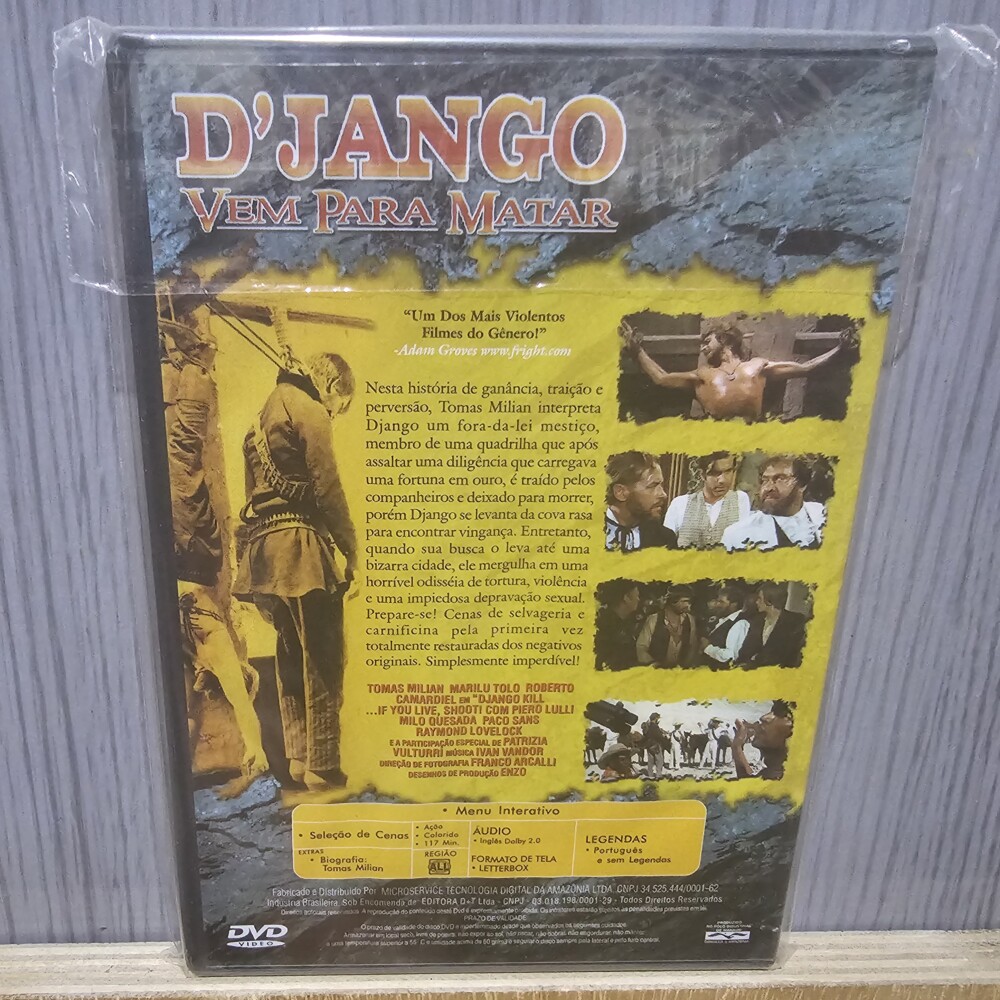 D'JANGO
VEM PARA MATAR
"Um Dos Mais Violentos
Filmes do Gênero!"
-Adam Groves www.fright.com
Nesta história de ganância, traição e
perversão, Tomas Milian interpreta
Django um fora-da-lei mestiço,
membro de uma quadrilha que após
assaltar uma diligência que carregava
uma fortuna em ouro, é traído pelos
companheiros e deixado para morrer,
porém Django se levanta da cova rasa
para encontrar vingança. Entretanto,
quando sua busca o leva até uma
bizarra cidade, ele mergulha em uma
horrível odisséia de tortura, violência
e uma impiedosa depravação sexual.
Prepare-se! Cenas de selvageria e
carnificina pela primeira vez
totalmente restauradas dos negativos
originais. Simplesmente imperdível!
TOMAS MILIAN MARILU TOLO ROBERTO
CAMARDIEL EM "DJANGO KILL
...IF YOU LIVE, SHOOT! COM PIERO LULLI
MILO QUESADA PACO SANS
RAYMOND LOVELOCK
E A PARTICIPAÇÃO ESPECIAL DE PATRIZIA
VULTURRI MÚSICA IVAN VANDOR
DIREÇÃO DE FOTOGRAFIA FRANCO ARCALLI
DESENHOS DE PRODUÇÃO ENZO
• Menu Interativo
• Seleção de Cenas
EXTRAS
• Biografia:
Tomas Milian
• Ação
• Colorido
• 117 Min.
REGIÃO
ALL
ÁUDIO
• Inglês Dolby 2.0
FORMATO DE TELA
• LETTERBOX
LEGENDAS
• Português
e sem Legendas
Fabricado e Distribuído Por MICROSERVICE TECNOLOGIA DIGITAL DA AMAZÔNIA LTDA. CNPJ 34.525.444/0001-62
Indústria Brasileira. Sob Encomenda de EDITORA D+T Ltda - CNPJ - 03.018.198/0001-29 - Todos Direitos Reservados
PRAZO DE VALIDADE
DVD
VIDEO